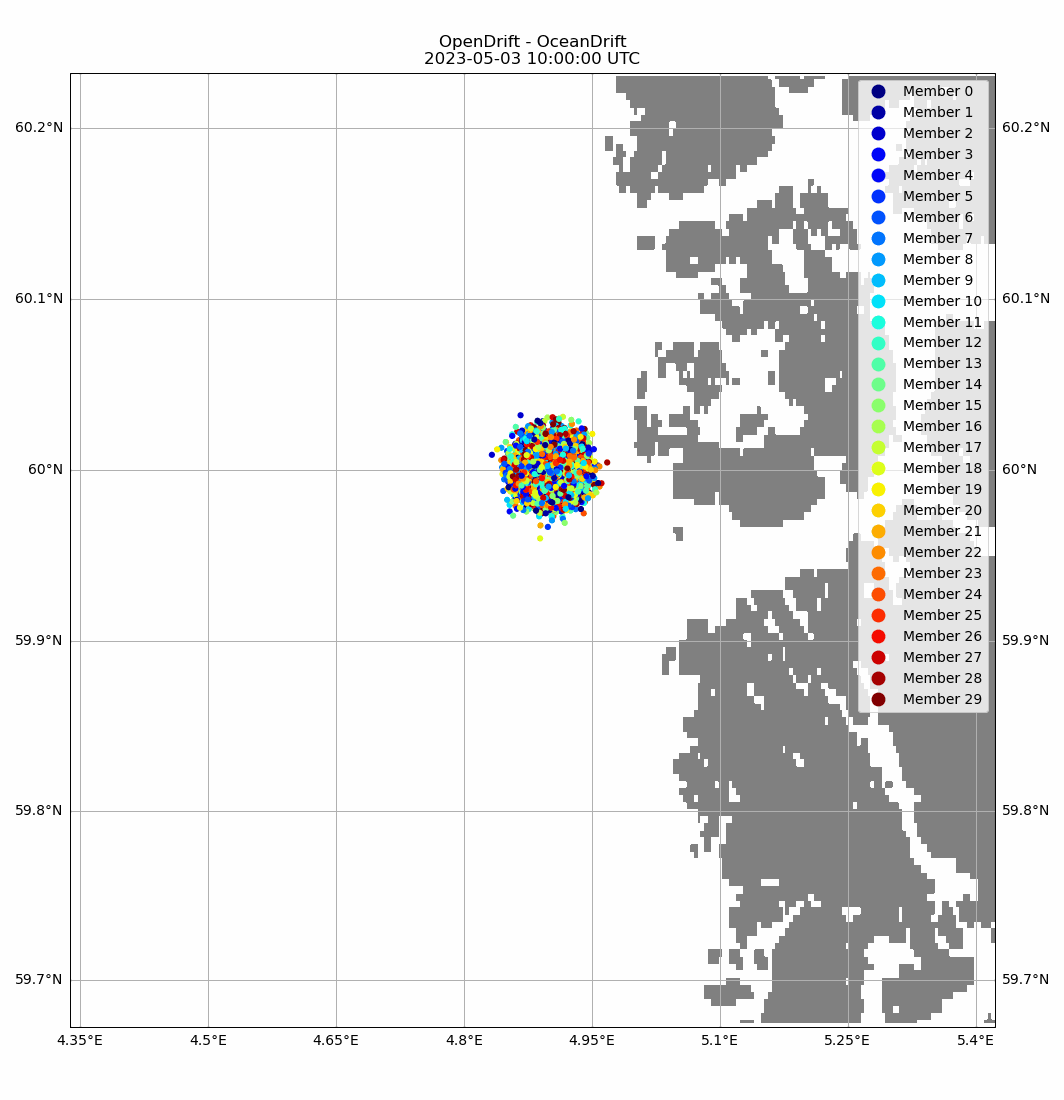 OpenDrift - OceanDrift
2023-05-03 10:00:00 UTC
Member 0
Member 1
Member 2
Member 3
Member 4
Member 5
Member 6
Member 7
Member 8
Member 9
Member 10
Member 11
Member 12
Member 13
Member 14
Member 15
Member 16
Member 17
Member 18
Member 19
Member 20
Member 21
Member 22
Member 23
Member 24
Member 25
Member 26
Member 27
Member 28
Member 29
60.2°N 60.2°N
60.1°N 60.1°N
60°N 60°N
59.9°N 59.9°N
59.8°N 59.8°N
59.7°N 59.7°N
4.35°E 4.5°E 4.65°E 4.8°E 4.95°E 5.1°E 5.25°E 5.4°E